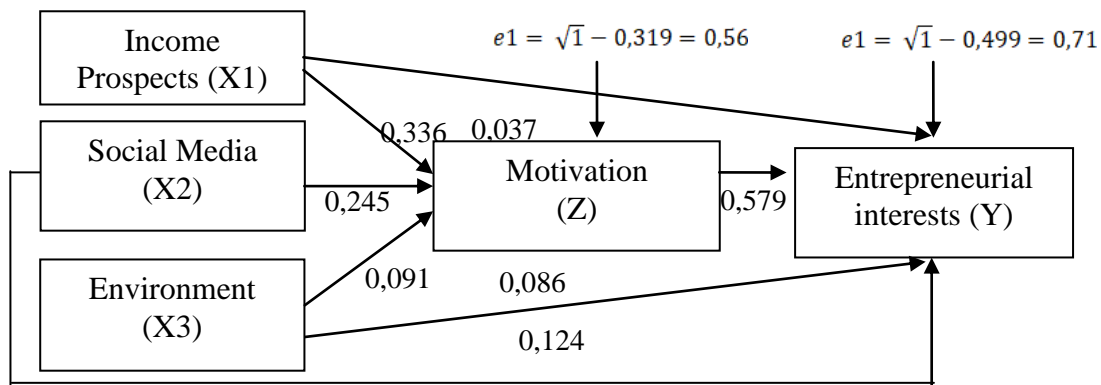 Income
Prospects (X1)
e1 = √1 − 0,319 = 0,56
e1 = √1 − 0,499 = 0,71
0,336
0,037
Social Media
(X2)
0,245
Motivation
(Z)
0,579
Entrepreneurial
interests (Y)
Environment
(X3)
0,091
0,086
0,124